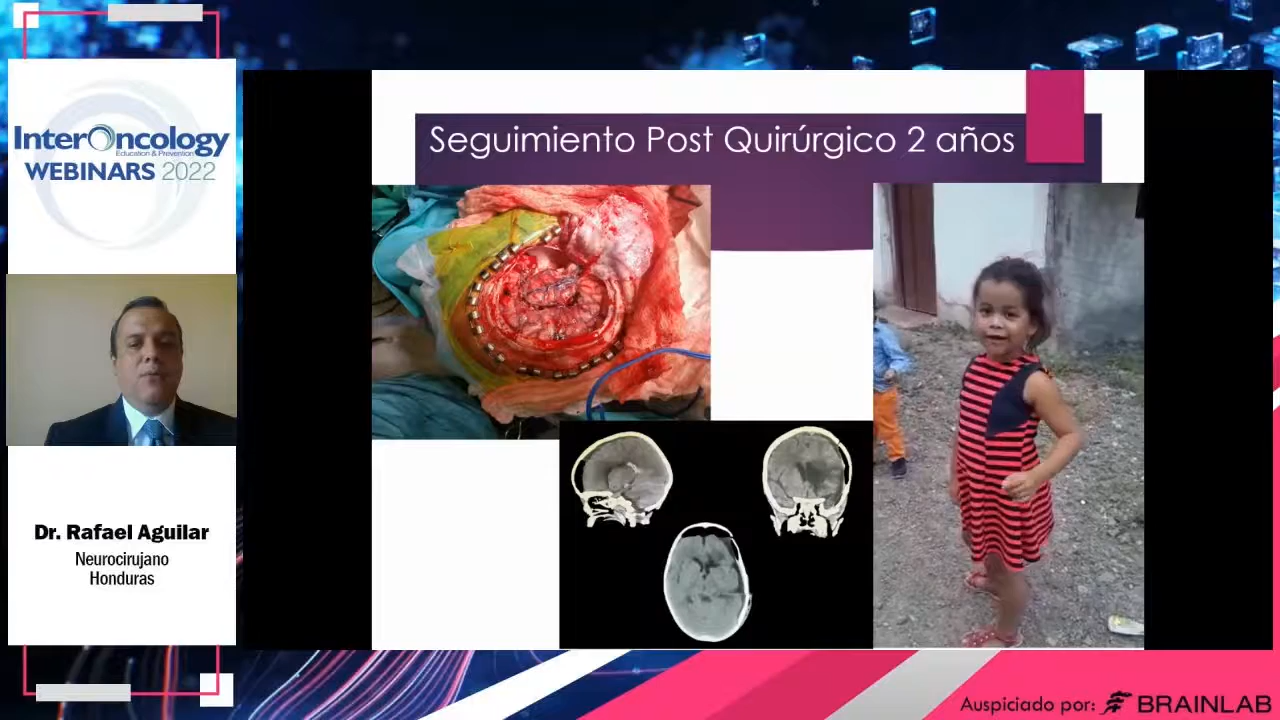 InterOncology
Education & Prevention
WEBINARS 2022
Seguimiento Post Quirúrgico 2 años
Dr. Rafael Aguilar
Neurocirujano
Honduras
Auspiciado por: BRAINLAB